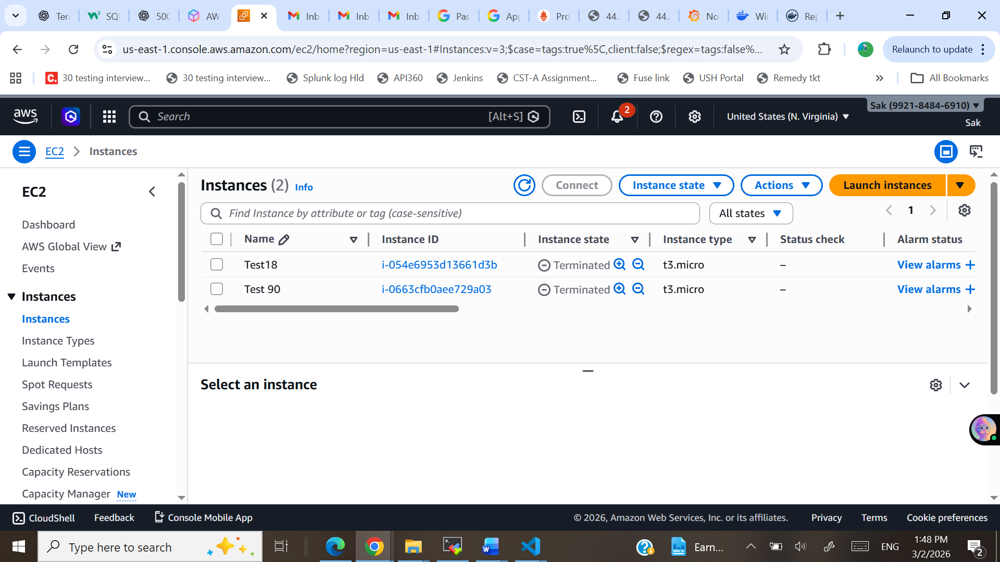 Ter
SQ
500
AW
Inb
Inb
Inb
Pas
App
Pro
44.
44.
No
Wi
Rep
us-east-1.console.aws.amazon.com/ec2/home?region=us-east-1#Instances:v=3;$case=tags:true%5C,client:false;$regex=tags:false%...
Relaunch to update
30 testing interview...
30 testing interview...
Splunk log Hld
API360
Jenkins
CST-A Assignment...
Fuse link
USH Portal
Remedy tkt
»
All Bookmarks
aws
Search
[Alt+S]
2
United States (N. Virginia)
Sak (9921-8484-6910)
Sak
EC2
Instances
EC2
Dashboard
AWS Global View
Events
Instances
Instances
Instance Types
Launch Templates
Spot Requests
Savings Plans
Reserved Instances
Dedicated Hosts
Capacity Reservations
Capacity Manager New
Instances (2) Info
Connect
Instance state
Actions
Launch instances
Find Instance by attribute or tag (case-sensitive)
All states
1
Name
Instance ID
Instance state
Instance type
Status check
Alarm status
Test18 i-054e6953d13661d3b Terminated t3.micro – View alarms +
Test 90 i-0663cfb0aee729a03 Terminated t3.micro – View alarms +
Select an instance
CloudShell
Feedback
Console Mobile App
© 2026, Amazon Web Services, Inc. or its affiliates.
Privacy
Terms
Cookie preferences
Type here to search
Earn...
ENG
1:48 PM
3/2/2026
2